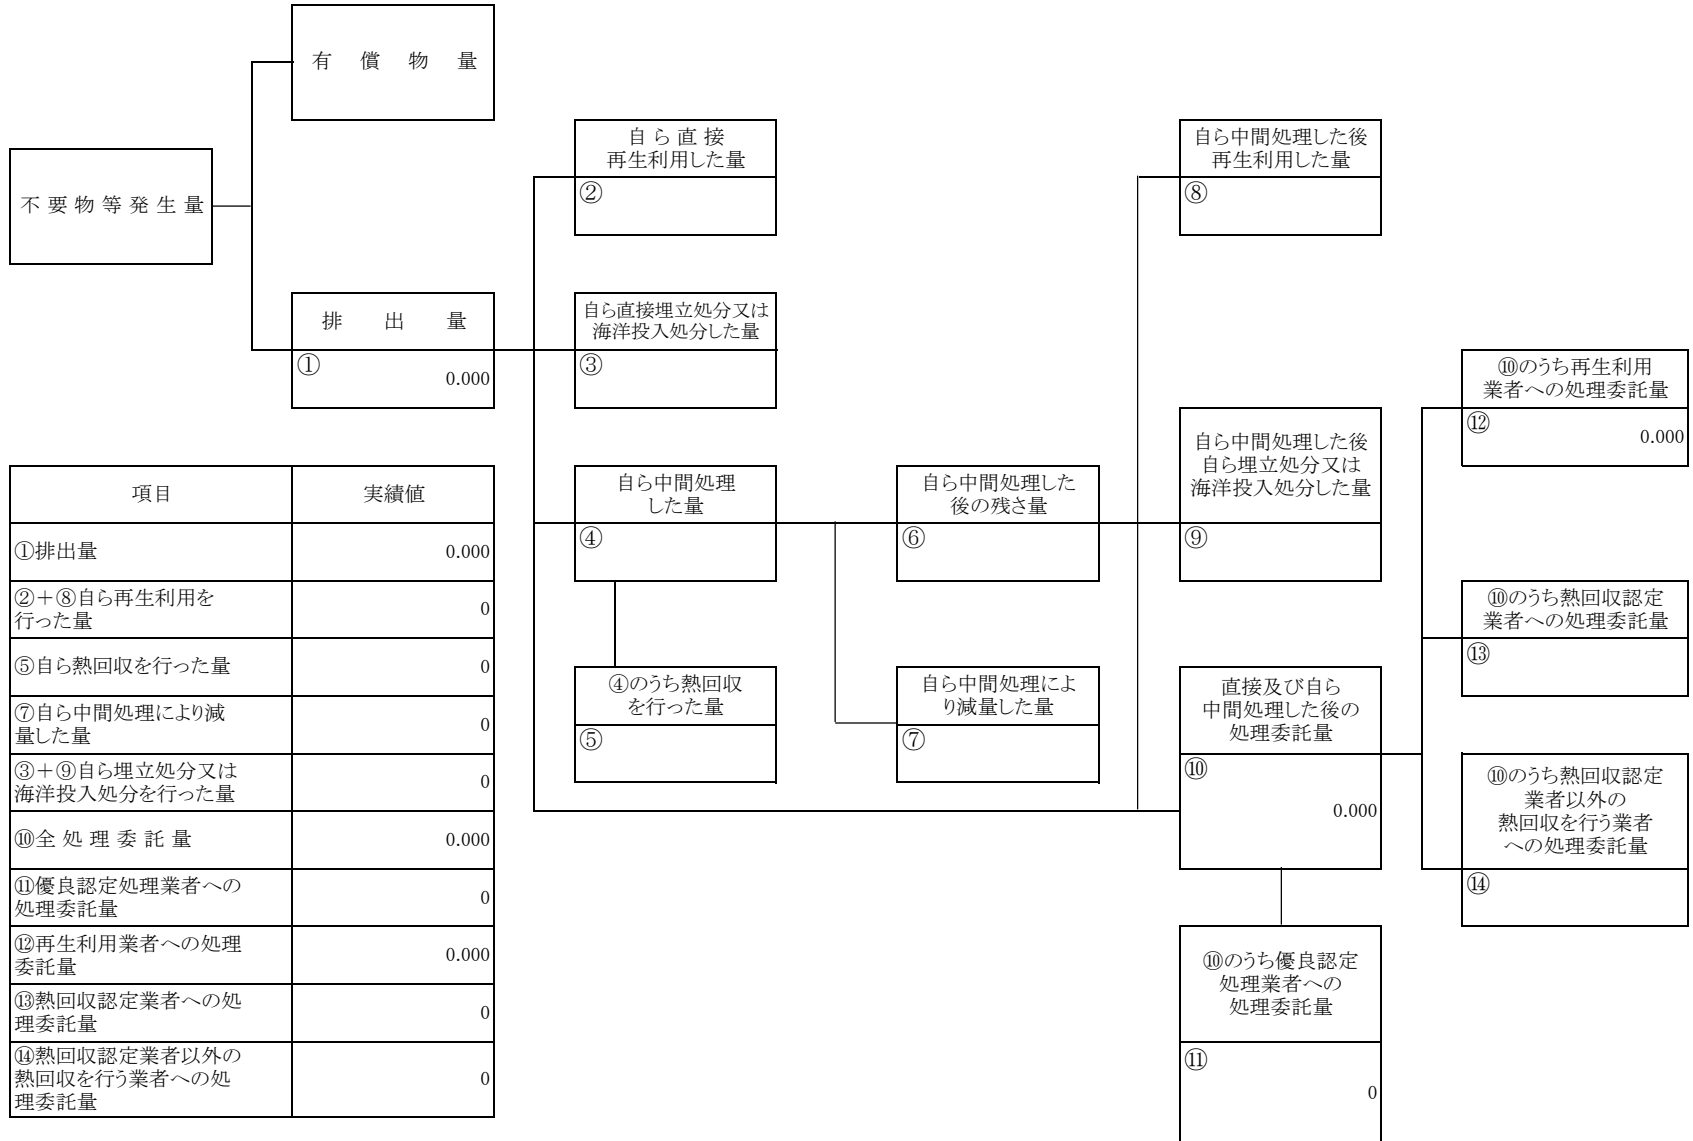 有償物量
不要物等発生量
排出量
①
0.000
自ら直接
再生利用した量
②
自ら直接埋立処分又は
海洋投入処分した量
③
自ら中間処理
した量
④
④のうち熱回収
を行った量
⑤
自ら中間処理した
後の残さ量
⑥
自ら中間処理によ
り減量した量
⑦
自ら中間処理した後
再生利用した量
⑧
自ら中間処理した後
自ら埋立処分又は
海洋投入処分した量
⑨
直接及び自ら
中間処理した後の
処理委託量
⑩
0.000
⑩のうち優良認定
処理業者への
処理委託量
⑪
0
⑩のうち再生利用
業者への処理委託量
⑫
0.000
⑩のうち熱回収認定
業者への処理委託量
⑬
⑩のうち熱回収認定
業者以外の
熱回収を行う業者
への処理委託量
⑭
項目 実績値
①排出量 0.000
②＋⑧自ら再生利用を
行った量 0
⑤自ら熱回収を行った量 0
⑦自ら中間処理により減
量した量 0
③＋⑨自ら埋立処分又は
海洋投入処分を行った量 0
⑩全処理委託量 0.000
⑪優良認定処理業者への
処理委託量 0
⑫再生利用業者への処理
委託量 0.000
⑬熱回収認定業者への処
理委託量 0
⑭熱回収認定業者以外の
熱回収を行う業者への処
理委託量 0